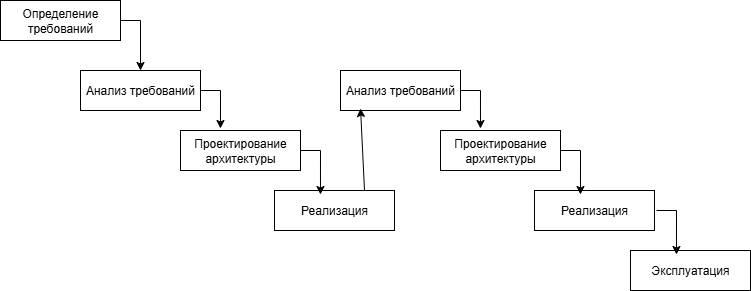 Определение
требований
Анализ требований
Проектирование
архитектуры
Реализация
Анализ требований
Проектирование
архитектуры
Реализация
Эксплуатация